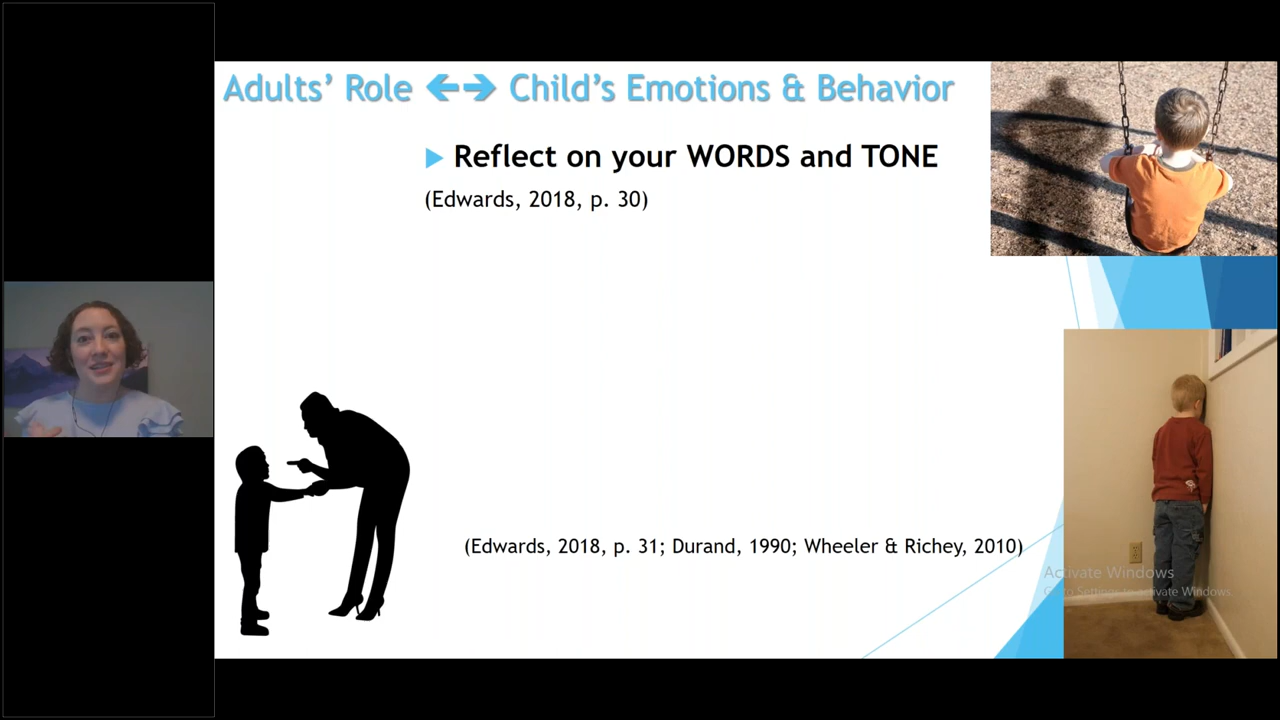 Adults’ Role ←→ Child’s Emotions & Behavior
Reflect on your WORDS and TONE
(Edwards, 2018, p. 30)
(Edwards, 2018, p. 31; Durand, 1990; Wheeler & Richey, 2010)
Activate Windows
Go to Settings to activate Windows.